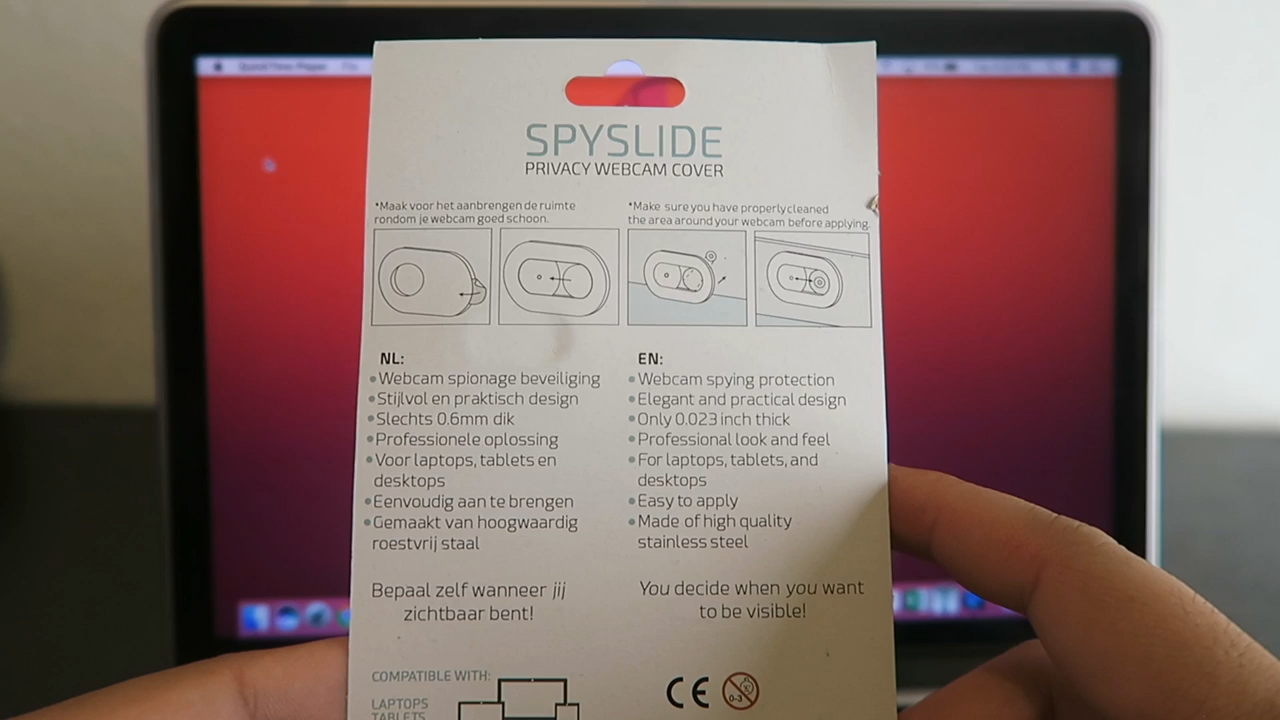 SPYSLIDE
PRIVACY WEBCAM COVER
*Maak voor het aanbrengen de ruimte
rondom je webcam goed schoon.
*Make sure you have properly cleaned
the area around your webcam before applying.
NL:
•Webcam spionage beveiliging
•Stijlvol en praktisch design
•Slechts 0.6mm dik
•Professionele oplossing
•Voor laptops, tablets en
desktops
•Eenvoudig aan te brengen
•Gemaakt van hoogwaardig
roestvrij staal
Bepaal zelf wanneer jij
zichtbaar bent!
EN:
•Webcam spying protection
•Elegant and practical design
•Only 0.023 inch thick
•Professional look and feel
•For laptops, tablets, and
desktops
•Easy to apply
•Made of high quality
stainless steel
You decide when you want
to be visible!
COMPATIBLE WITH:
LAPTOPS
TABLETS
CE
0-3